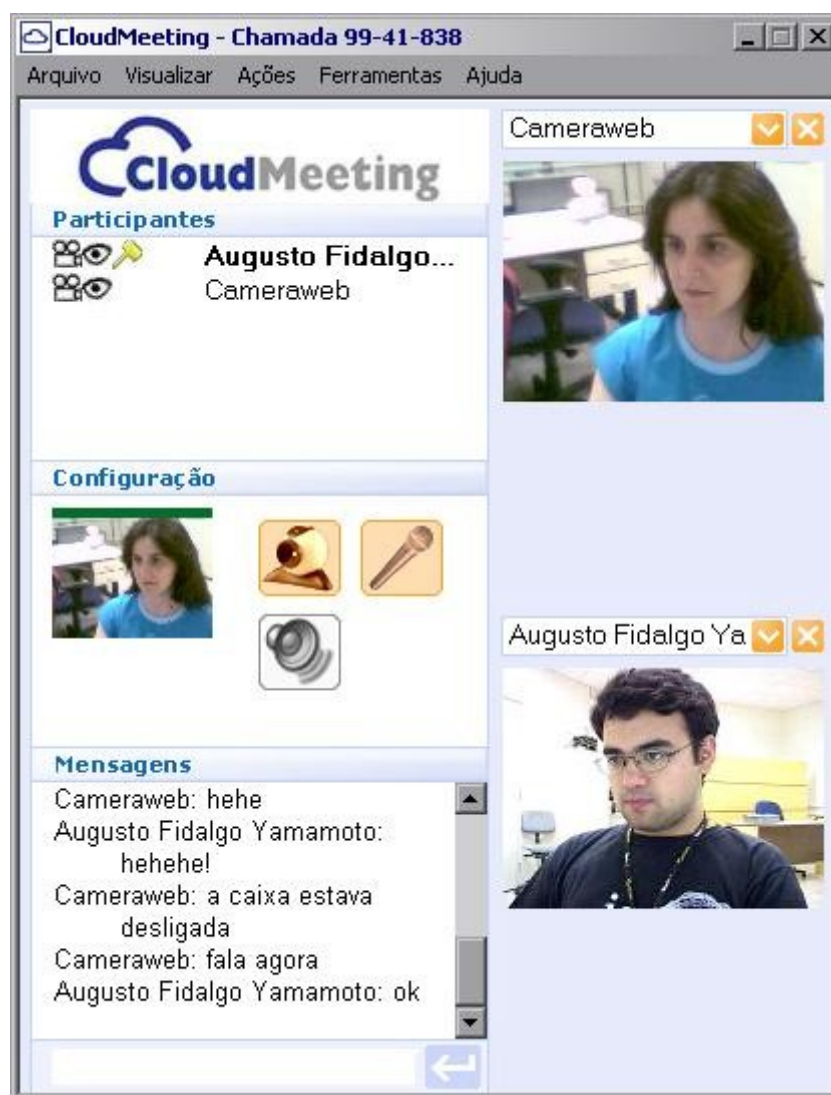 CloudMeeting - Chamada 99-41-838
Arquivo Visualizar Ações Ferramentas Ajuda
CloudMeeting
Participantes
Augusto Fidalgo...
Cameraweb
Configuração
Mensagens
Cameraweb: hehe
Augusto Fidalgo Yamamoto:
hehehe!
Cameraweb: a caixa estava
desligada
Cameraweb: fala agora
Augusto Fidalgo Yamamoto: ok
Cameraweb
Augusto Fidalgo Ya